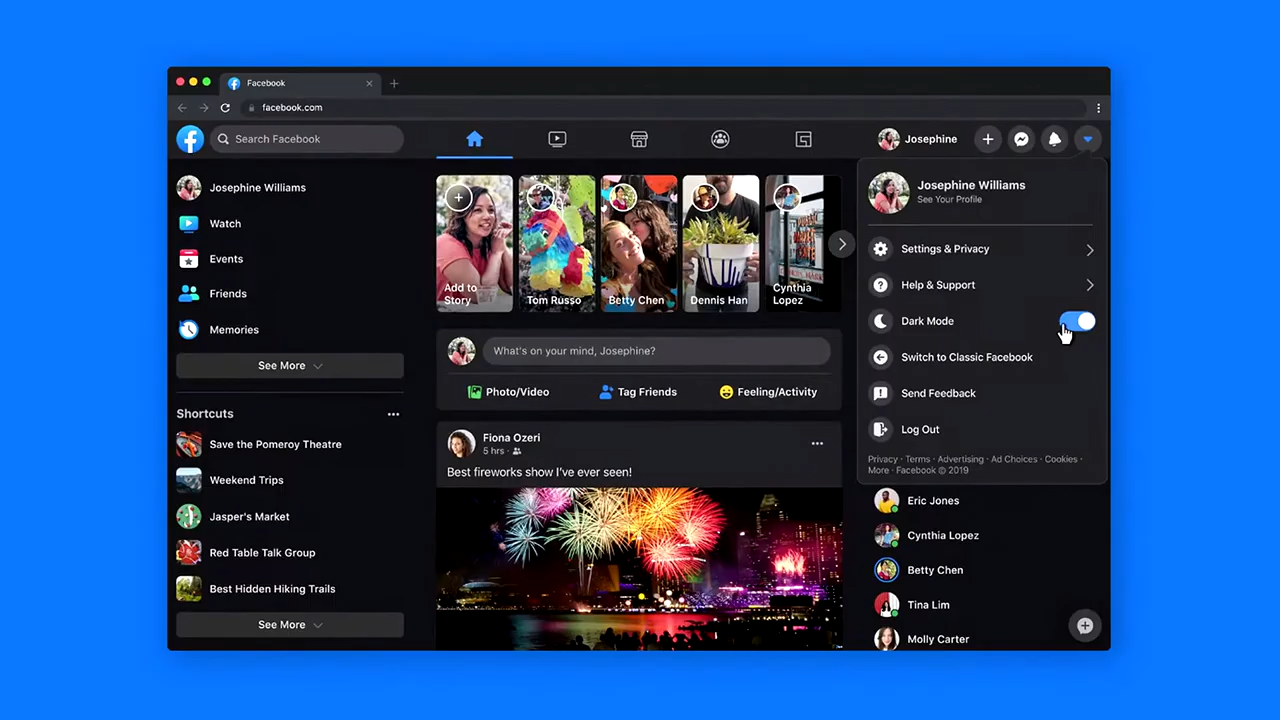 Facebook
facebook.com
Search Facebook
Josephine
Josephine Williams
Watch
Events
Friends
Memories
See More
Shortcuts
Save the Pomeroy Theatre
Weekend Trips
Jasper's Market
Red Table Talk Group
Best Hidden Hiking Trails
See More
Add to
Story
Tom Russo
Betty Chen
Dennis Han
Cynthia
Lopez
What's on your mind, Josephine?
Photo/Video
Tag Friends
Feeling/Activity
Fiona Ozeri
5 hrs ·
Best fireworks show I've ever seen!
Josephine Williams
See Your Profile
Settings & Privacy
Help & Support
Dark Mode
Switch to Classic Facebook
Send Feedback
Log Out
Privacy · Terms · Advertising · Ad Choices · Cookies ·
More · Facebook © 2019
Eric Jones
Cynthia Lopez
Betty Chen
Tina Lim
Molly Carter